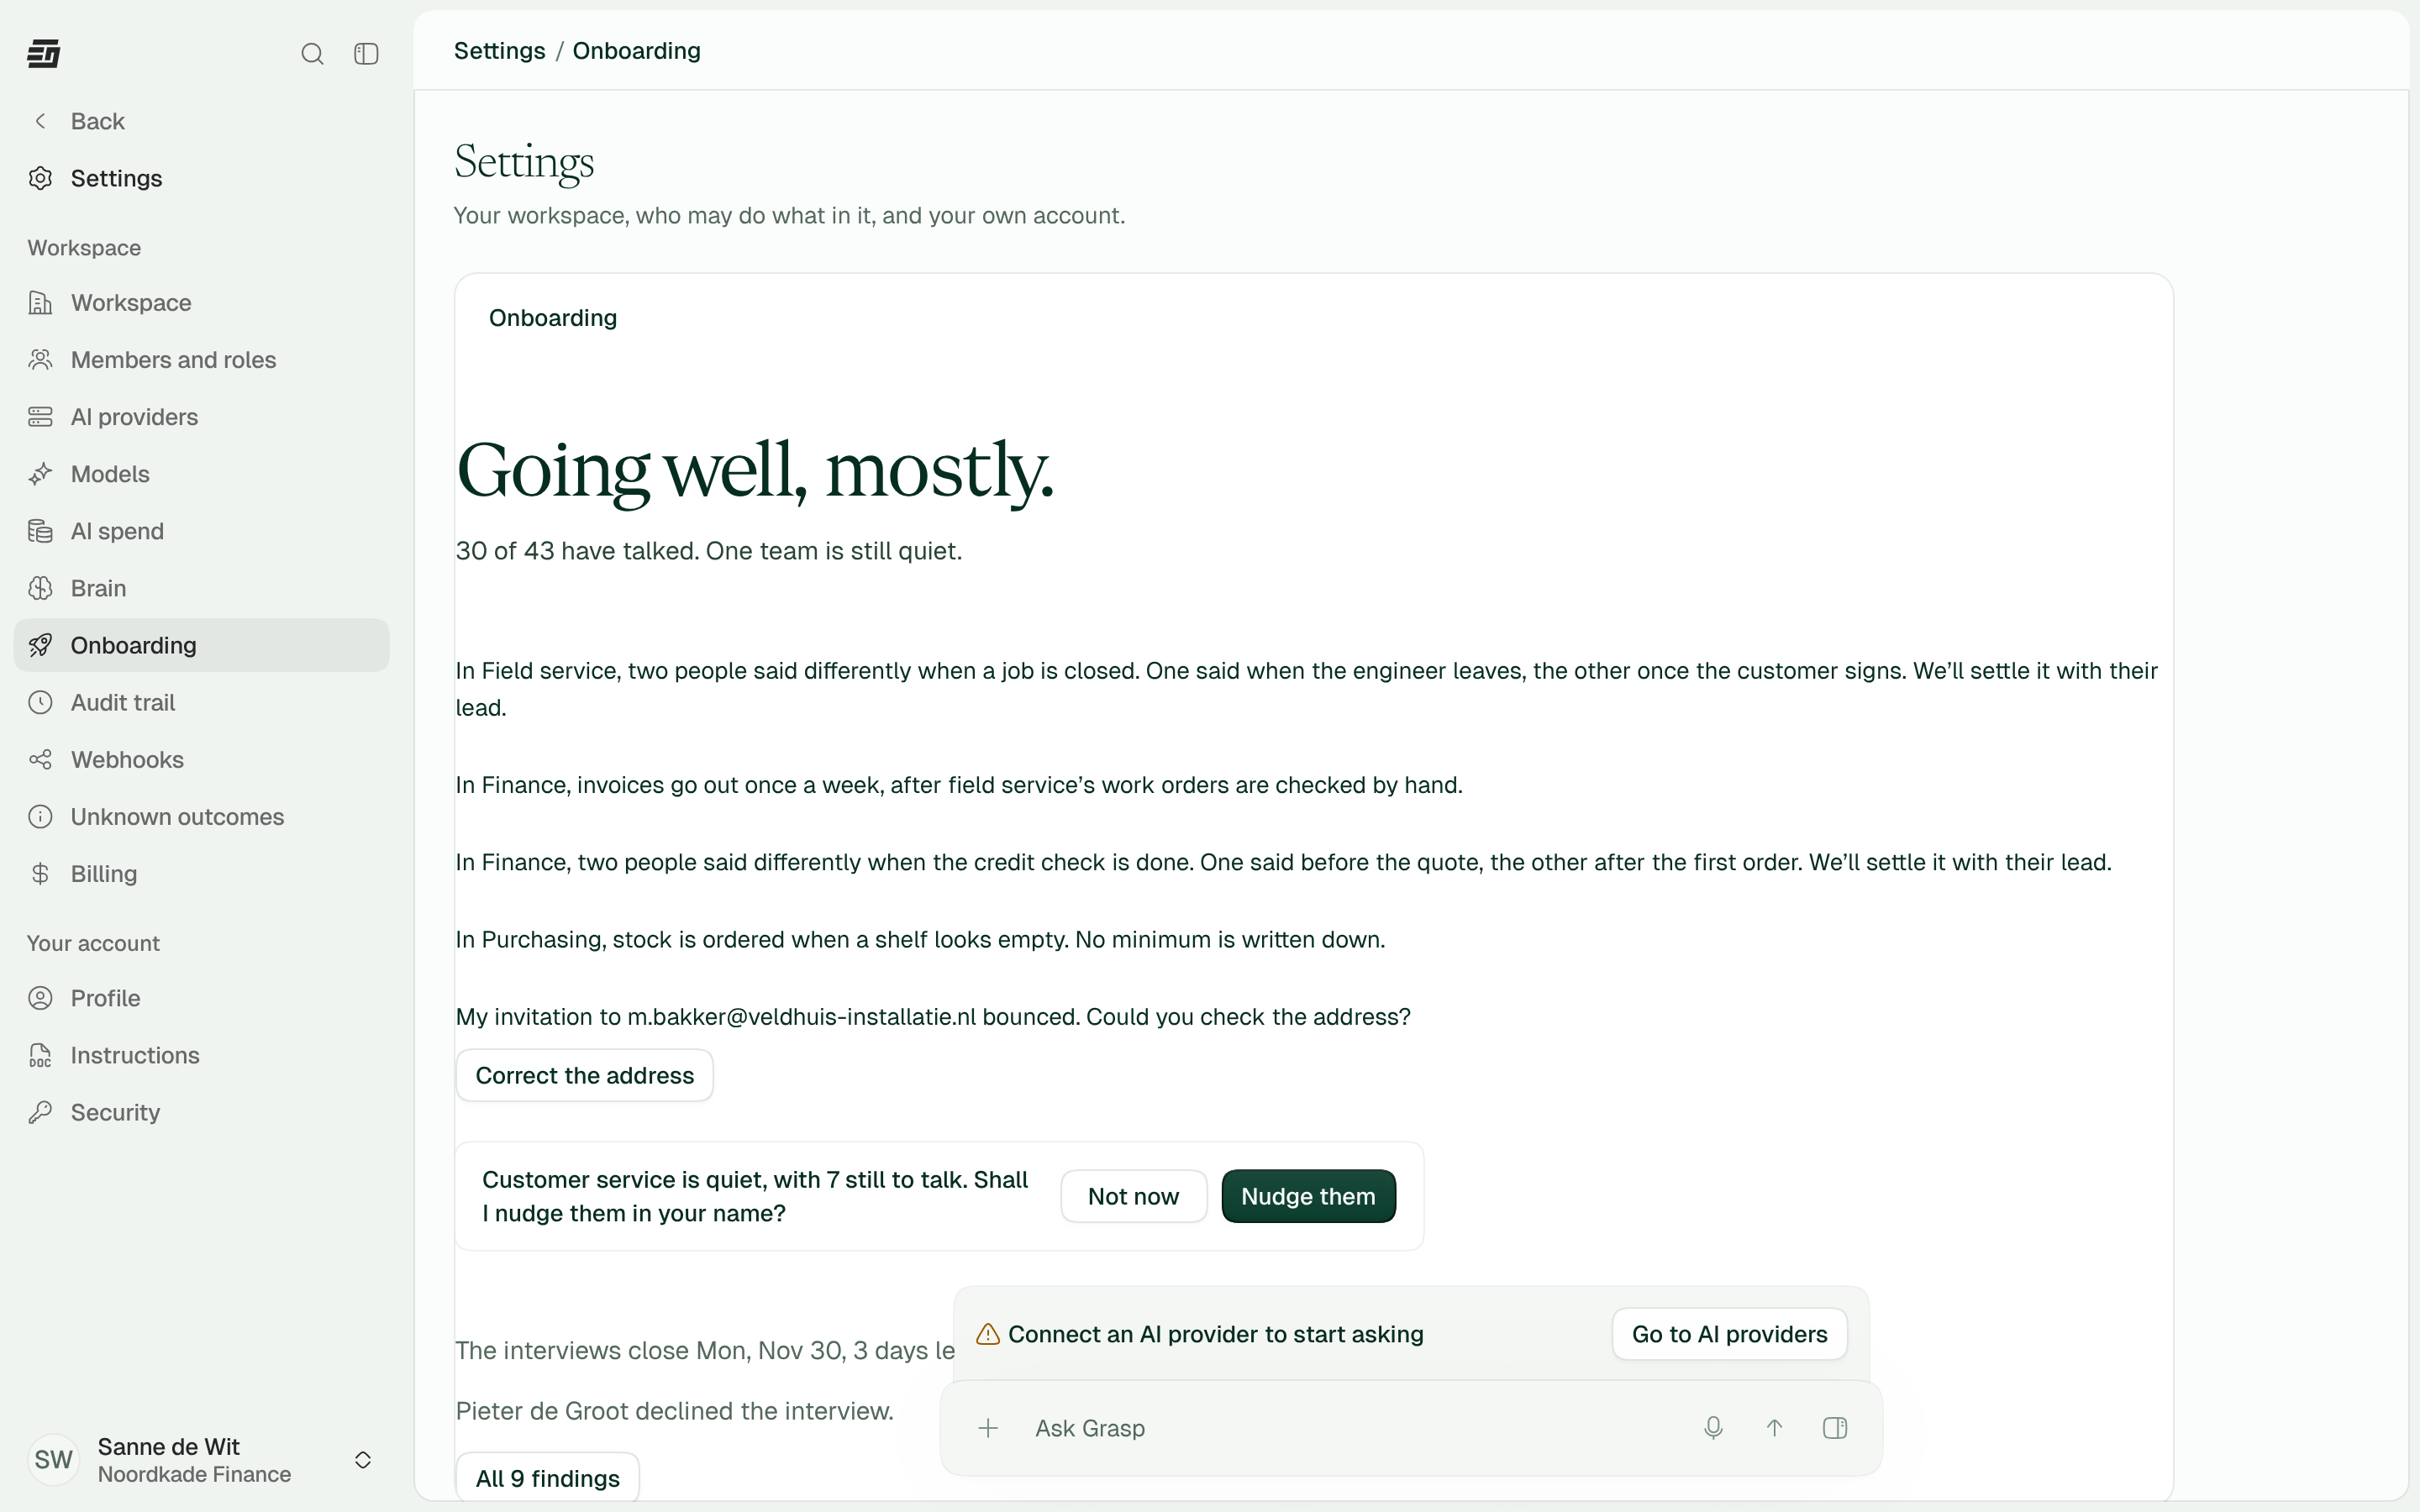 Back
Settings
Workspace
Workspace
Members and roles
AI providers
Models
AI spend
Brain
Onboarding
Audit trail
Webhooks
Unknown outcomes
Billing
Your account
Profile
Instructions
Security
SW
Sanne de Wit
Noordkade Finance
Settings / Onboarding
Settings
Your workspace, who may do what in it, and your own account.
Onboarding
Going well, mostly.
30 of 43 have talked. One team is still quiet.
In Field service, two people said differently when a job is closed. One said when the engineer leaves, the other once the customer signs. We’ll settle it with their
lead.
In Finance, invoices go out once a week, after field service’s work orders are checked by hand.
In Finance, two people said differently when the credit check is done. One said before the quote, the other after the first order. We’ll settle it with their lead.
In Purchasing, stock is ordered when a shelf looks empty. No minimum is written down.
My invitation to m.bakker@veldhuis-installatie.nl bounced. Could you check the address?
Correct the address
Customer service is quiet, with 7 still to talk. Shall
I nudge them in your name?
Not now
Nudge them
The interviews close Mon, Nov 30, 3 days le
Connect an AI provider to start asking
Go to AI providers
Pieter de Groot declined the interview.
Ask Grasp
All 9 findings